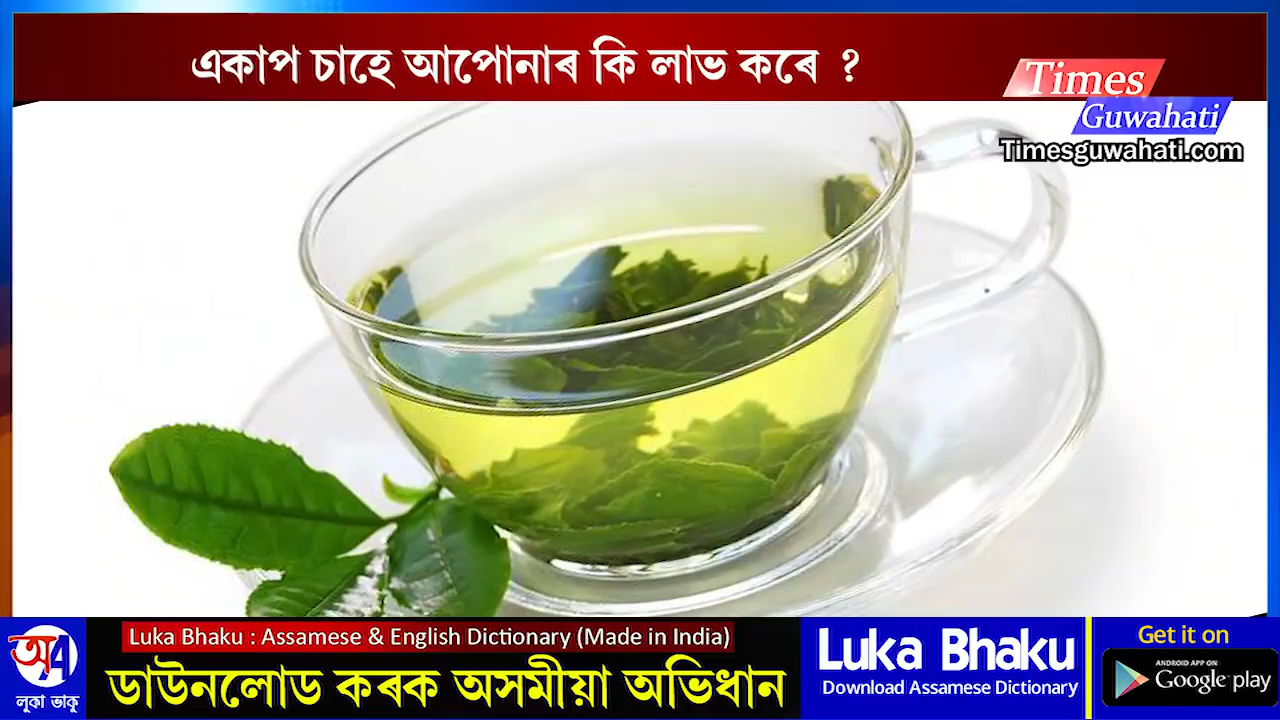 একাপ চাহে আপোনাৰ কি লাভ কৰে ?
Times
Guwahati
Timesguwahati.com
Luka Bhaku : Assamese & English Dictionary (Made in India)
ডাউনলোড কৰক অসমীয়া অভিধান
অ4
লুকা ভাকু
Luka Bhaku
Download Assamese Dictionary
Get it on
ANDROID APP ON
Google play